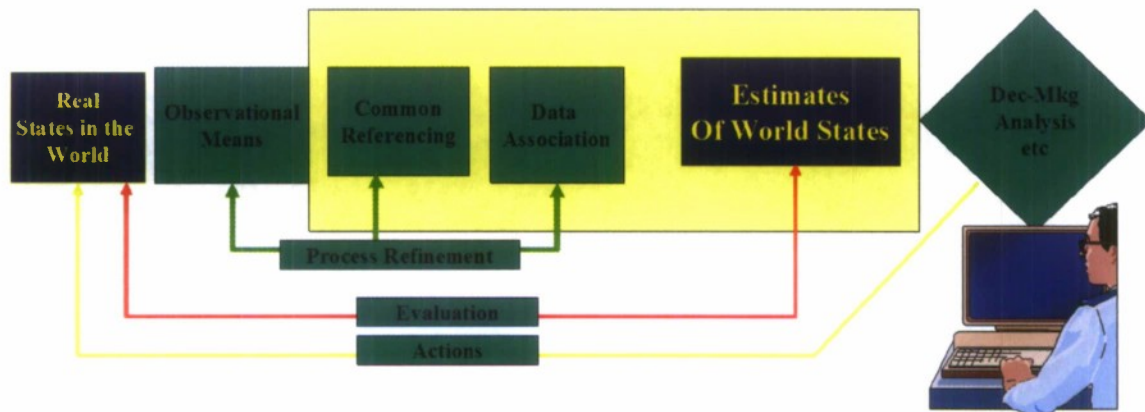 Real
States in the
World
Observational
Means
Common
Referencing
Data
Association
Estimates
Of World States
Dec-Mkg
Analysis
etc
Process Refinement
Evaluation
Actions